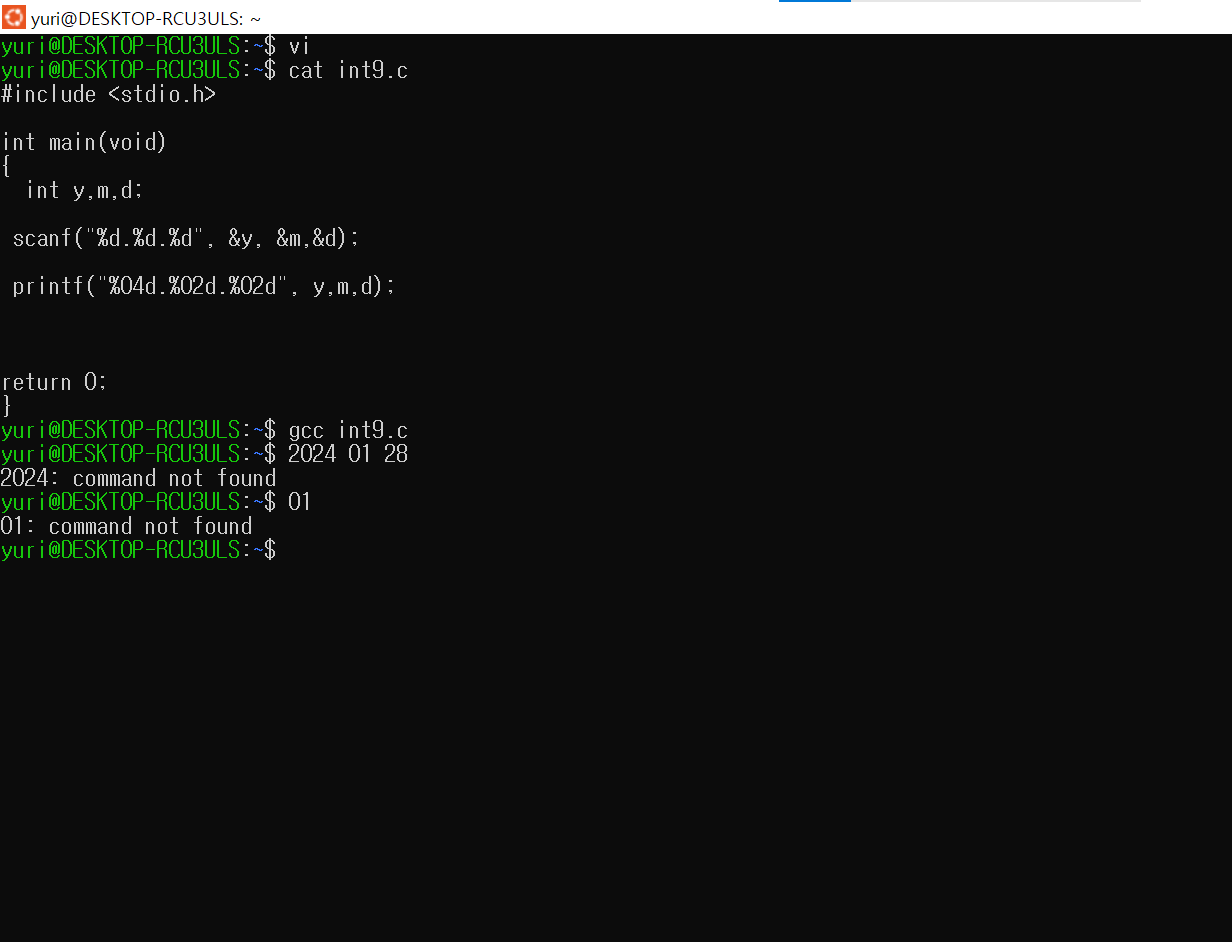 yuri@DESKTOP-RCU3ULS: ~
yuri@DESKTOP-RCU3ULS:~$ vi
yuri@DESKTOP-RCU3ULS:~$ cat int9.c
#include <stdio.h>
int main(void)
{
  int y,m,d;
 scanf("%d.%d.%d", &y, &m,&d);
 printf("%04d.%02d.%02d", y,m,d);
return 0;
}
yuri@DESKTOP-RCU3ULS:~$ gcc int9.c
yuri@DESKTOP-RCU3ULS:~$ 2024 01 28
2024: command not found
yuri@DESKTOP-RCU3ULS:~$ 01
01: command not found
yuri@DESKTOP-RCU3ULS:~$